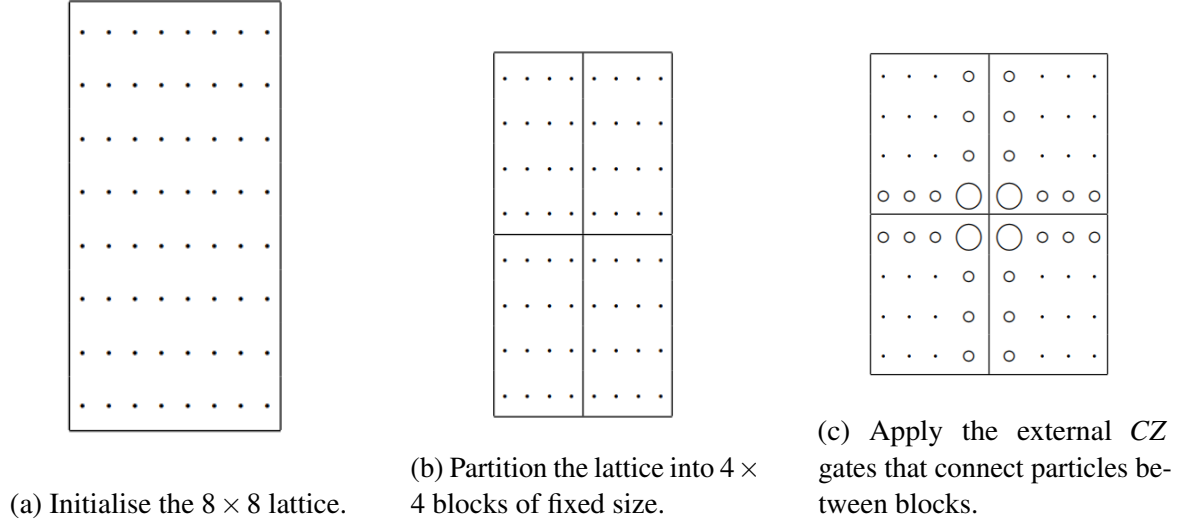 (a) Initialise the 8 × 8 lattice.
(b) Partition the lattice into 4 ×
4 blocks of fixed size.
(c) Apply the external CZ
gates that connect particles be-
tween blocks.